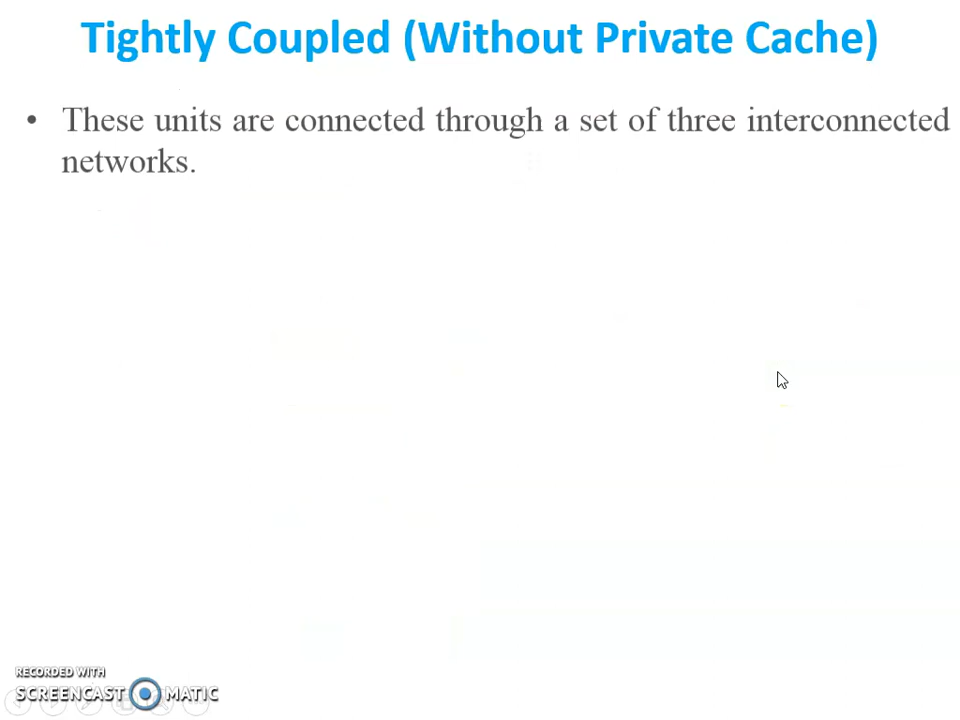 Tightly Coupled (Without Private Cache)
• These units are connected through a set of three interconnected
networks.
RECORDED WITH
SCREENCAST MATIC